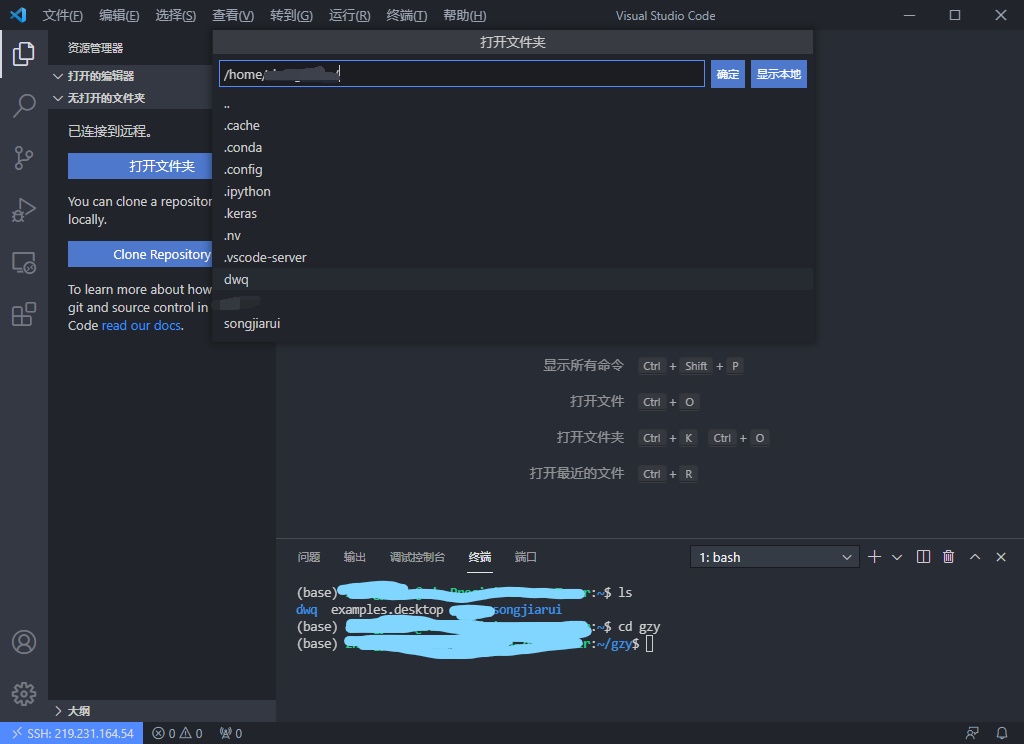 文件(F) 编辑(E) 选择(S) 查看(V) 转到(G) 运行(R) 终端(T) 帮助(H) Visual Studio Code
资源管理器
打开的编辑器
无打开的文件夹
已连接到远程。
打开文件夹
You can clone a repositor
locally.
Clone Repository
To learn more about how
git and source control in
Code read our docs.
大纲
打开文件夹
/home/
确定 显示本地
..
.cache
.conda
.config
.ipython
.keras
.nv
.vscode-server
dwq
songjiarui
显示所有命令 Ctrl + Shift + P
打开文件 Ctrl + O
打开文件夹 Ctrl + K Ctrl + O
打开最近的文件 Ctrl + R
问题 输出 调试控制台 终端 端口 1: bash
(base) r:~$ ls
dwq examples.desktop songjiarui
(base) :~$ cd gzy
(base) r:~/gzy$
SSH: 219.231.164.54 0 0 0